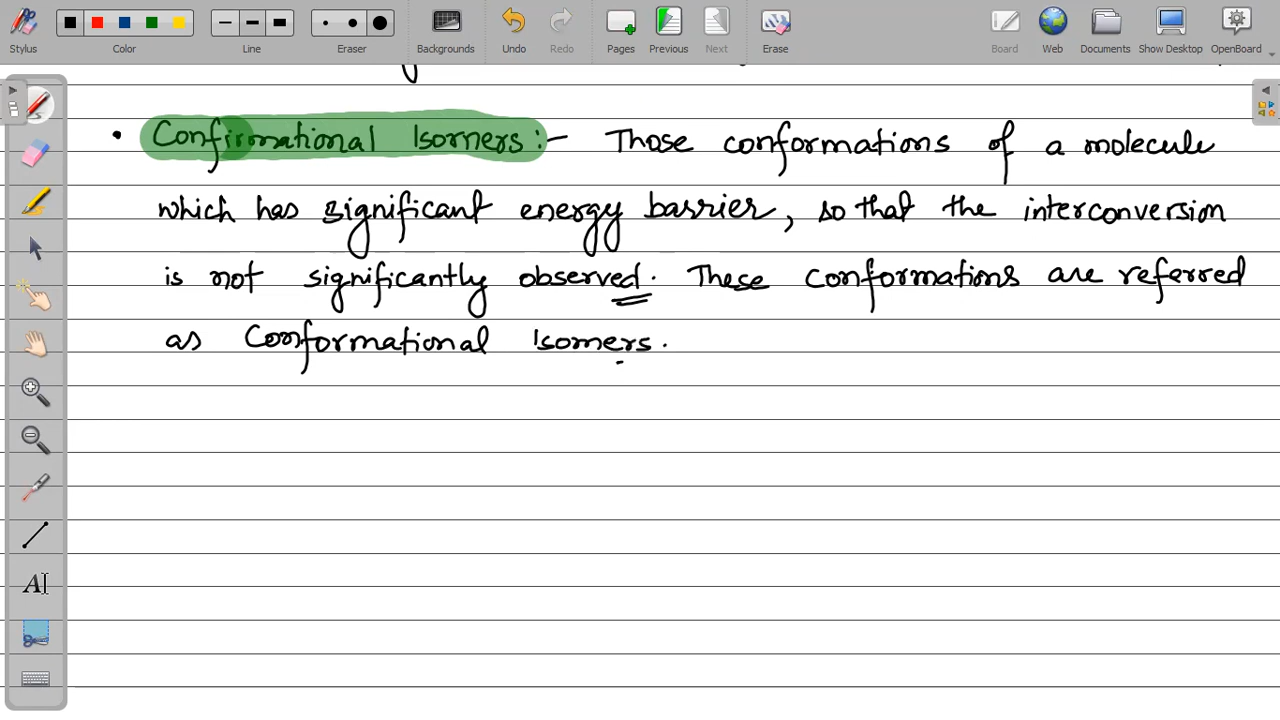 Stylus
Color
Line
Eraser
Backgrounds
Undo
Redo
Pages
Previous
Next
Erase
Board
Web
Documents
Show Desktop
OpenBoard
• Confirmational Isomers :- Those conformations of a molecule
which has significant energy barrier, so that the interconversion
is not significantly observed. These conformations are referred
as Conformational Isomers.
AI